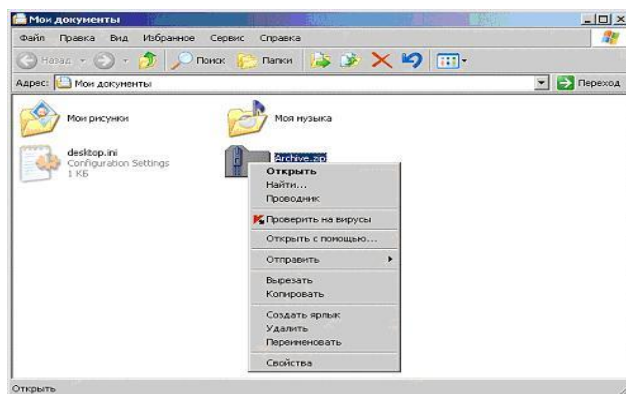 Мои документы
Файл Правка Вид Избранное Сервис Справка
Назад Поиск Папки
Адрес: Мои документы Переход
Мои рисунки Моя музыка
desktop.ini
Configuration Settings
1 КБ
Archive.zip
Открыть
Найти...
Проводник
Проверить на вирусы
Открыть с помощью...
Отправить
Вырезать
Копировать
Создать ярлык
Удалить
Переименовать
Свойства
Открыть